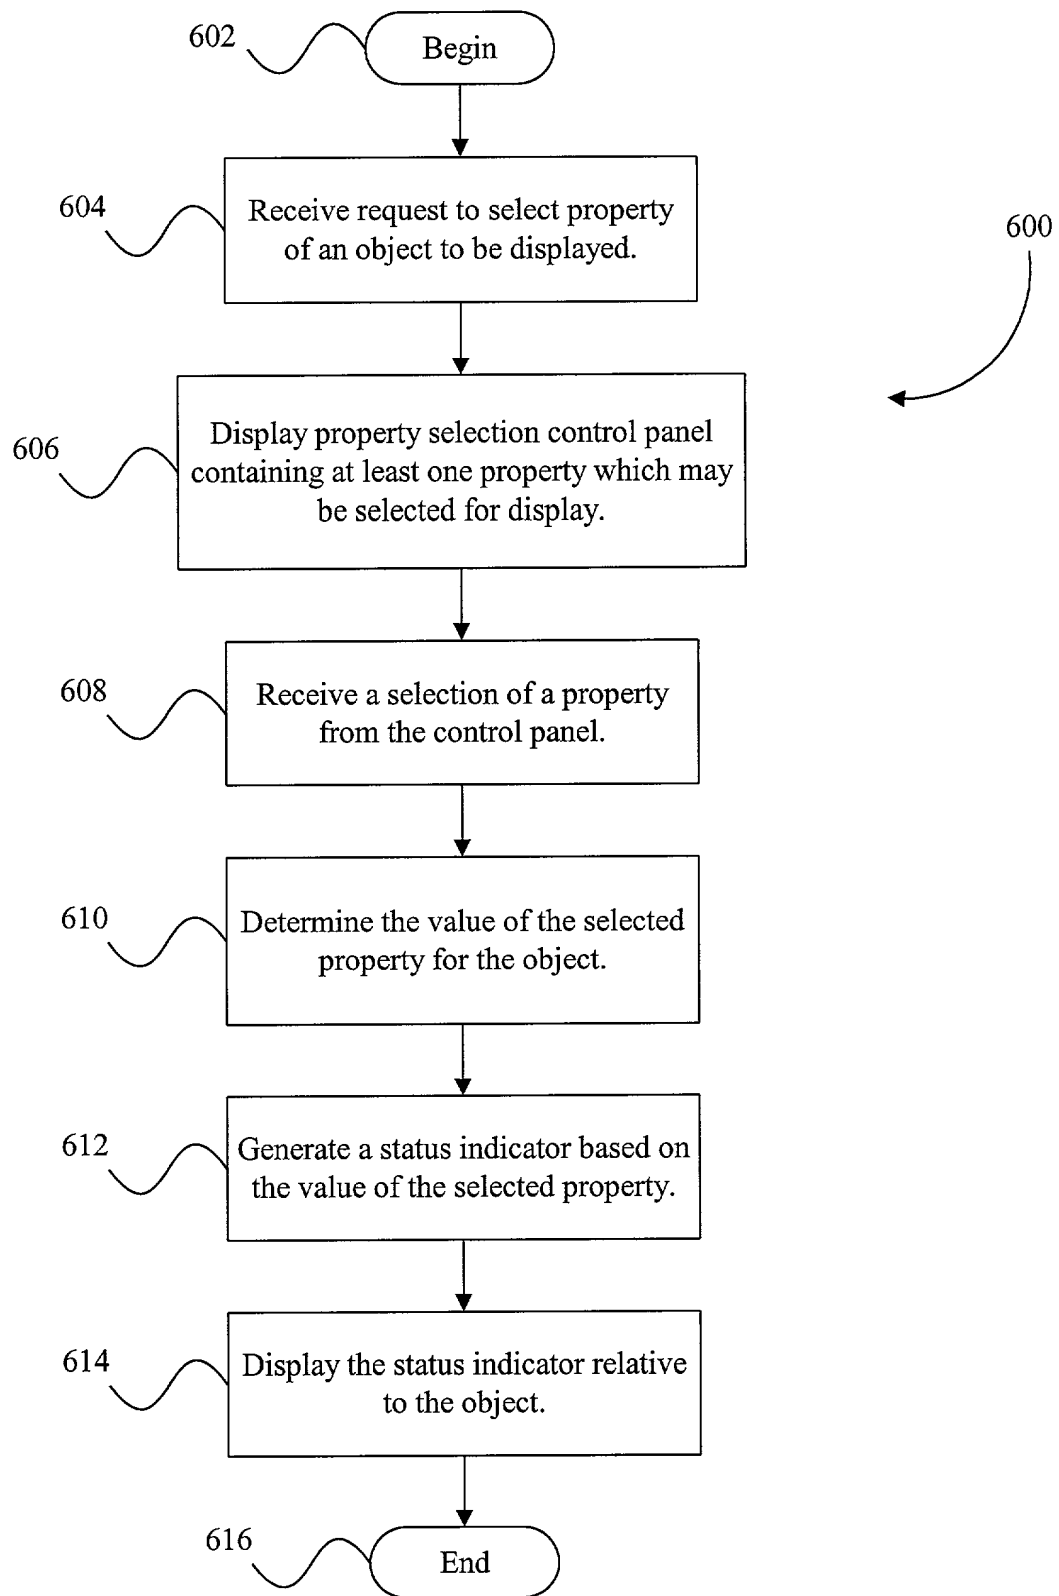 602
Begin
604
Receive request to select property
of an object to be displayed.
600
606
Display property selection control panel
containing at least one property which may
be selected for display.
608
Receive a selection of a property
from the control panel.
610
Determine the value of the selected
property for the object.
612
Generate a status indicator based on
the value of the selected property.
614
Display the status indicator relative
to the object.
616
End